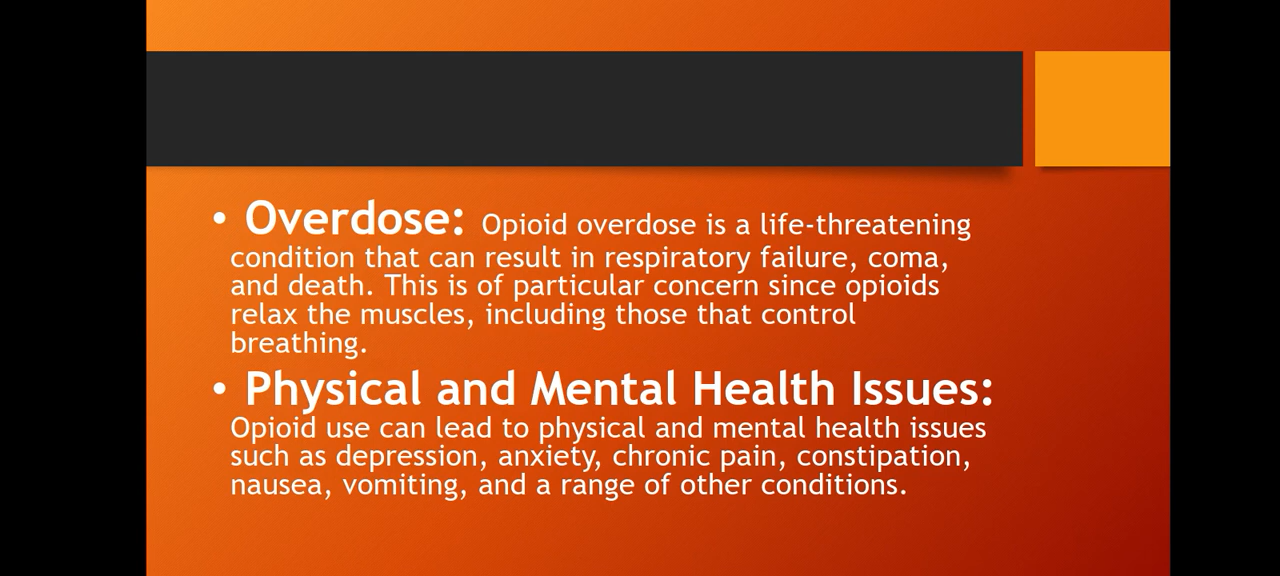 • Overdose: Opioid overdose is a life-threatening
condition that can result in respiratory failure, coma,
and death. This is of particular concern since opioids
relax the muscles, including those that control
breathing.
• Physical and Mental Health Issues:
Opioid use can lead to physical and mental health issues
such as depression, anxiety, chronic pain, constipation,
nausea, vomiting, and a range of other conditions.